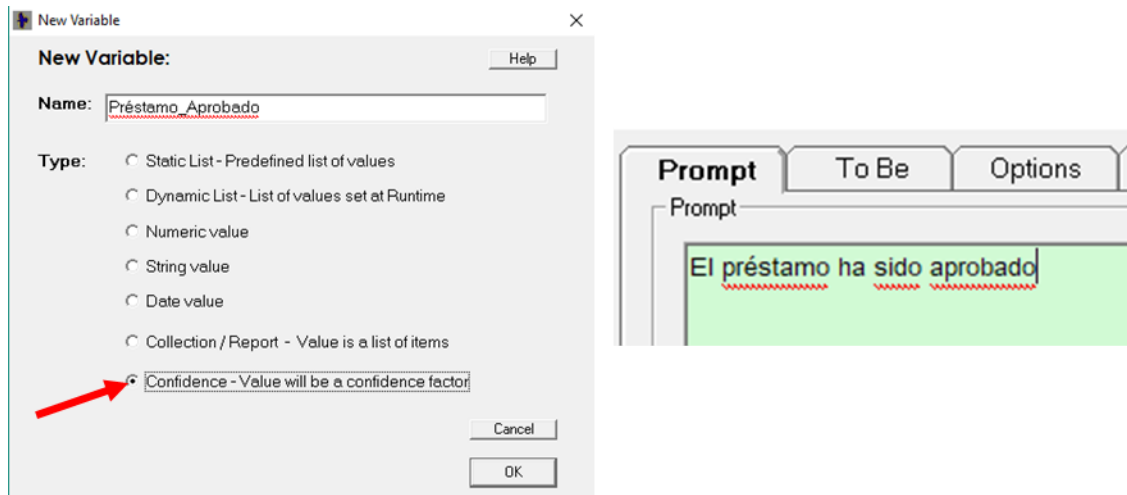 New Variable
New Variable:
Help
Name: Préstamo_Aprobado
Type:
Static List - Predefined list of values
Dynamic List - List of values set at Runtime
Numeric value
String value
Date value
Collection / Report - Value is a list of items
Confidence - Value will be a confidence factor
Cancel
OK
Prompt To Be Options
Prompt
El préstamo ha sido aprobado